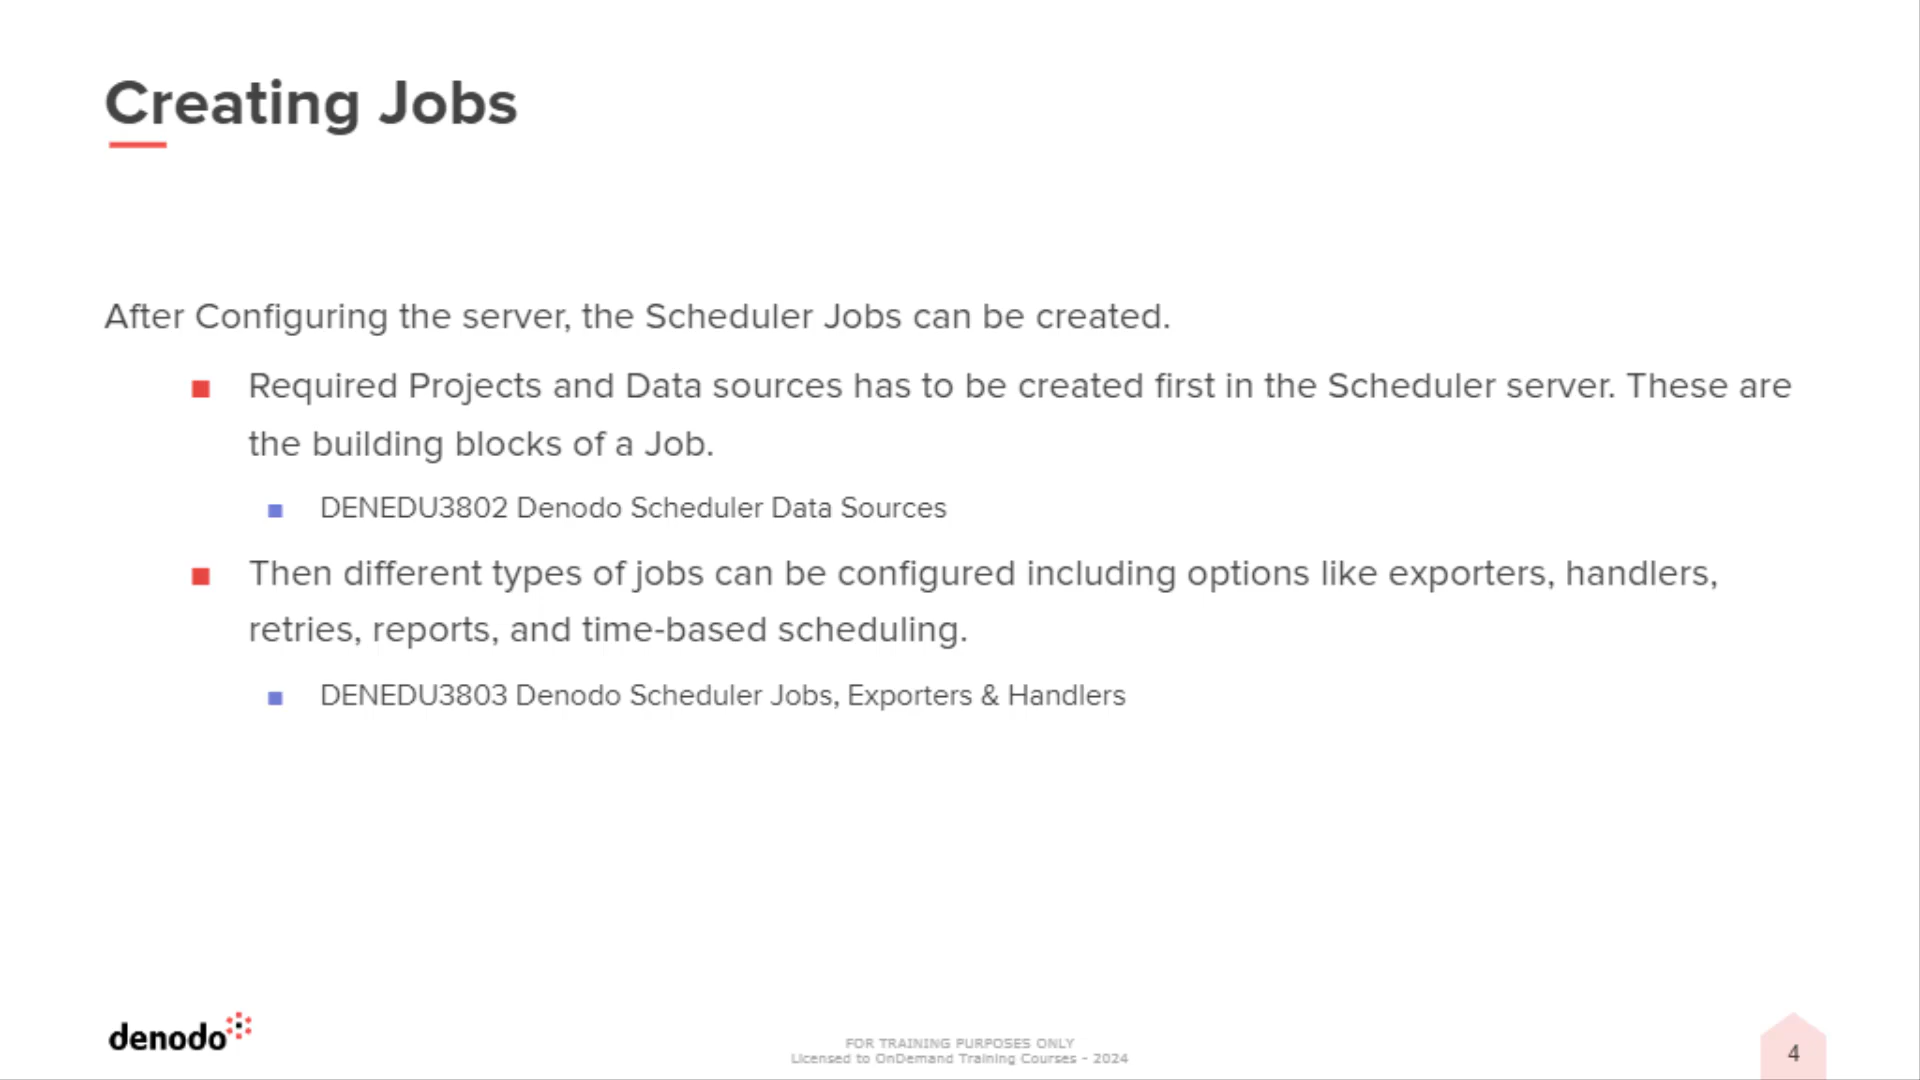 Creating Jobs
After Configuring the server, the Scheduler Jobs can be created.
Required Projects and Data sources has to be created first in the Scheduler server. These are
the building blocks of a Job.
DENEDU3802 Denodo Scheduler Data Sources
Then different types of jobs can be configured including options like exporters, handlers,
retries, reports, and time-based scheduling.
DENEDU3803 Denodo Scheduler Jobs, Exporters & Handlers
denodo
FOR TRAINING PURPOSES ONLY
Licensed to OnDemand Training Courses - 2024
4